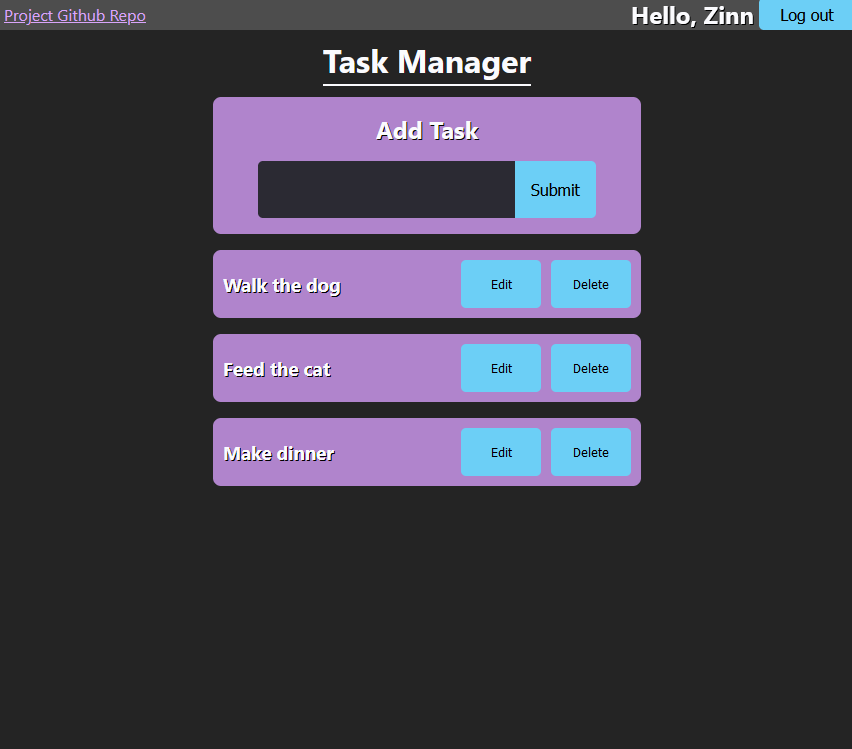 Project Github Repo
Hello, Zinn
Log out
Task Manager
Add Task
Submit
Walk the dog
Edit
Delete
Feed the cat
Edit
Delete
Make dinner
Edit
Delete